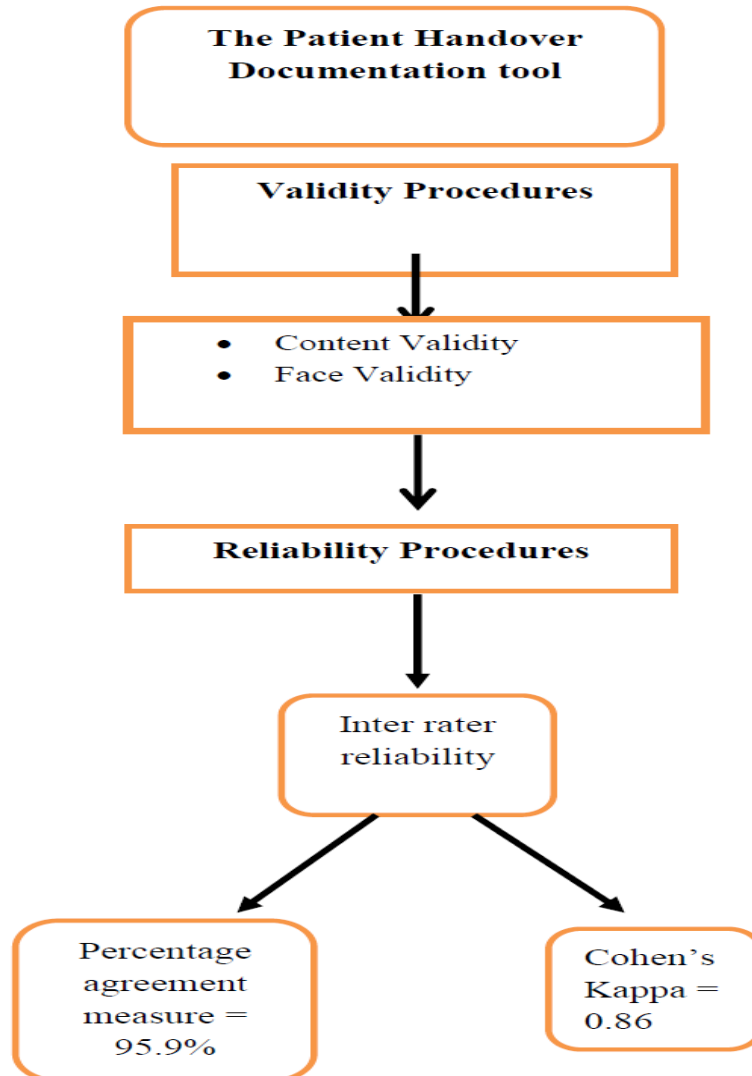 The Patient Handover
Documentation tool
Validity Procedures
• Content Validity
• Face Validity
Reliability Procedures
Inter rater
reliability
Percentage
agreement
measure =
95.9%
Cohen’s
Kappa =
0.86